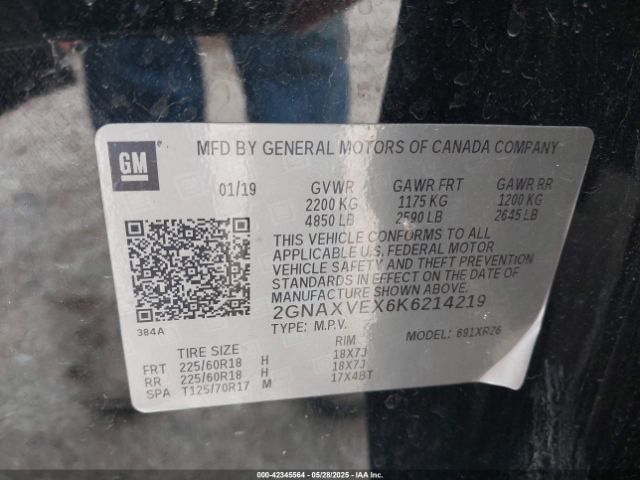 GM
MFD BY GENERAL MOTORS OF CANADA COMPANY
01/19 GVWR GAWR FRT GAWR RR
2200 KG 1175 KG 1200 KG
4850 LB 2590 LB 2645 LB
THIS VEHICLE CONFORMS TO ALL
APPLICABLE U.S. FEDERAL MOTOR
VEHICLE SAFETY AND THEFT PREVENTION
STANDARDS IN EFFECT ON THE DATE OF
MANUFACTURE SHOWN ABOVE.
2GNAXVEX6K6214219
384A
TYPE: M.P.V. MODEL: 691XR26
TIRE SIZE RIM
FRT 225/60R18 H 18X7J
RR 225/60R18 H 18X7J
SPA T125/70R17 M 17X4BT
000-42345564 | 05/28/2025 | IAAI.COM